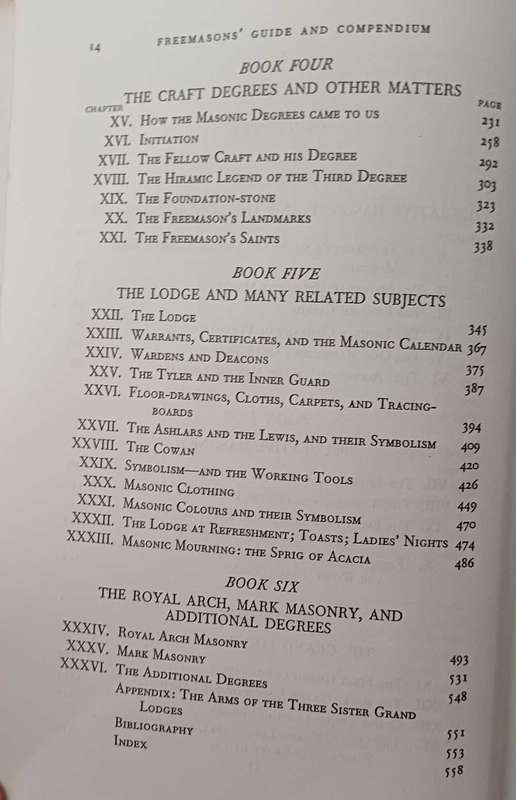 14 FREEMASONS' GUIDE AND COMPENDIUM
BOOK FOUR
THE CRAFT DEGREES AND OTHER MATTERS
CHAPTER PAGE
XV. How the Masonic Degrees came to us 231
XVI. Initiation 258
XVII. The Fellow Craft and his Degree 292
XVIII. The Hiramic Legend of the Third Degree 303
XIX. The Foundation-stone 323
XX. The Freemason's Landmarks 332
XXI. The Freemason's Saints 338
BOOK FIVE
THE LODGE AND MANY RELATED SUBJECTS
XXII. The Lodge 345
XXIII. Warrants, Certificates, and the Masonic Calendar 367
XXIV. Wardens and Deacons 375
XXV. The Tyler and the Inner Guard 387
XXVI. Floor-drawings, Cloths, Carpets, and Tracing-
boards 394
XXVII. The Ashlars and the Lewis, and their Symbolism 409
XXVIII. The Cowan 420
XXIX. Symbolism—and the Working Tools 426
XXX. Masonic Clothing 449
XXXI. Masonic Colours and their Symbolism 470
XXXII. The Lodge at Refreshment; Toasts; Ladies' Nights 474
XXXIII. Masonic Mourning: the Sprig of Acacia 486
BOOK SIX
THE ROYAL ARCH, MARK MASONRY, AND
ADDITIONAL DEGREES
XXXIV. Royal Arch Masonry 493
XXXV. Mark Masonry 531
XXXVI. The Additional Degrees 548
Appendix: The Arms of the Three Sister Grand
Lodges 551
Bibliography 553
Index 558